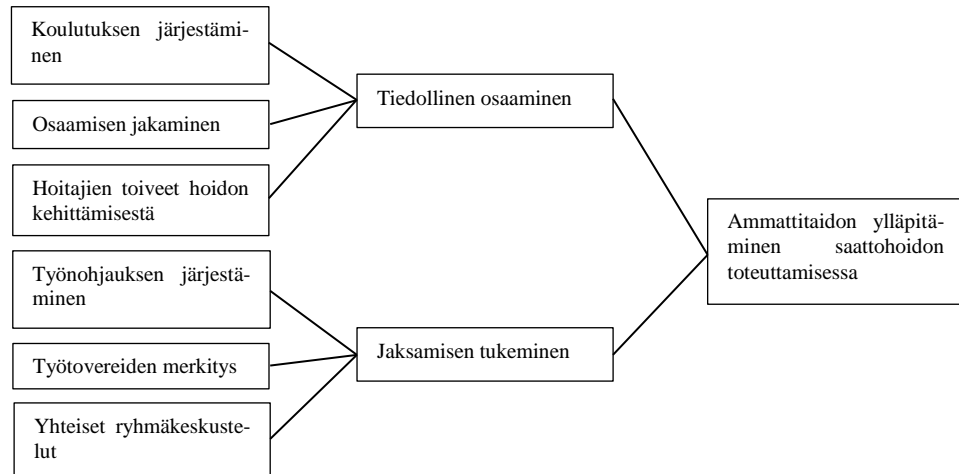 Koulutuksen järjestämi-
nen
Osaamisen jakaminen
Hoitajien toiveet hoidon
kehittämisestä
Työnohjauksen järjestä-
minen
Työtovereiden merkitys
Yhteiset ryhmäkeskuste-
lut
Tiedollinen osaaminen
Jaksamisen tukeminen
Ammattitaidon ylläpitä-
minen saattohoidon
toteuttamisessa